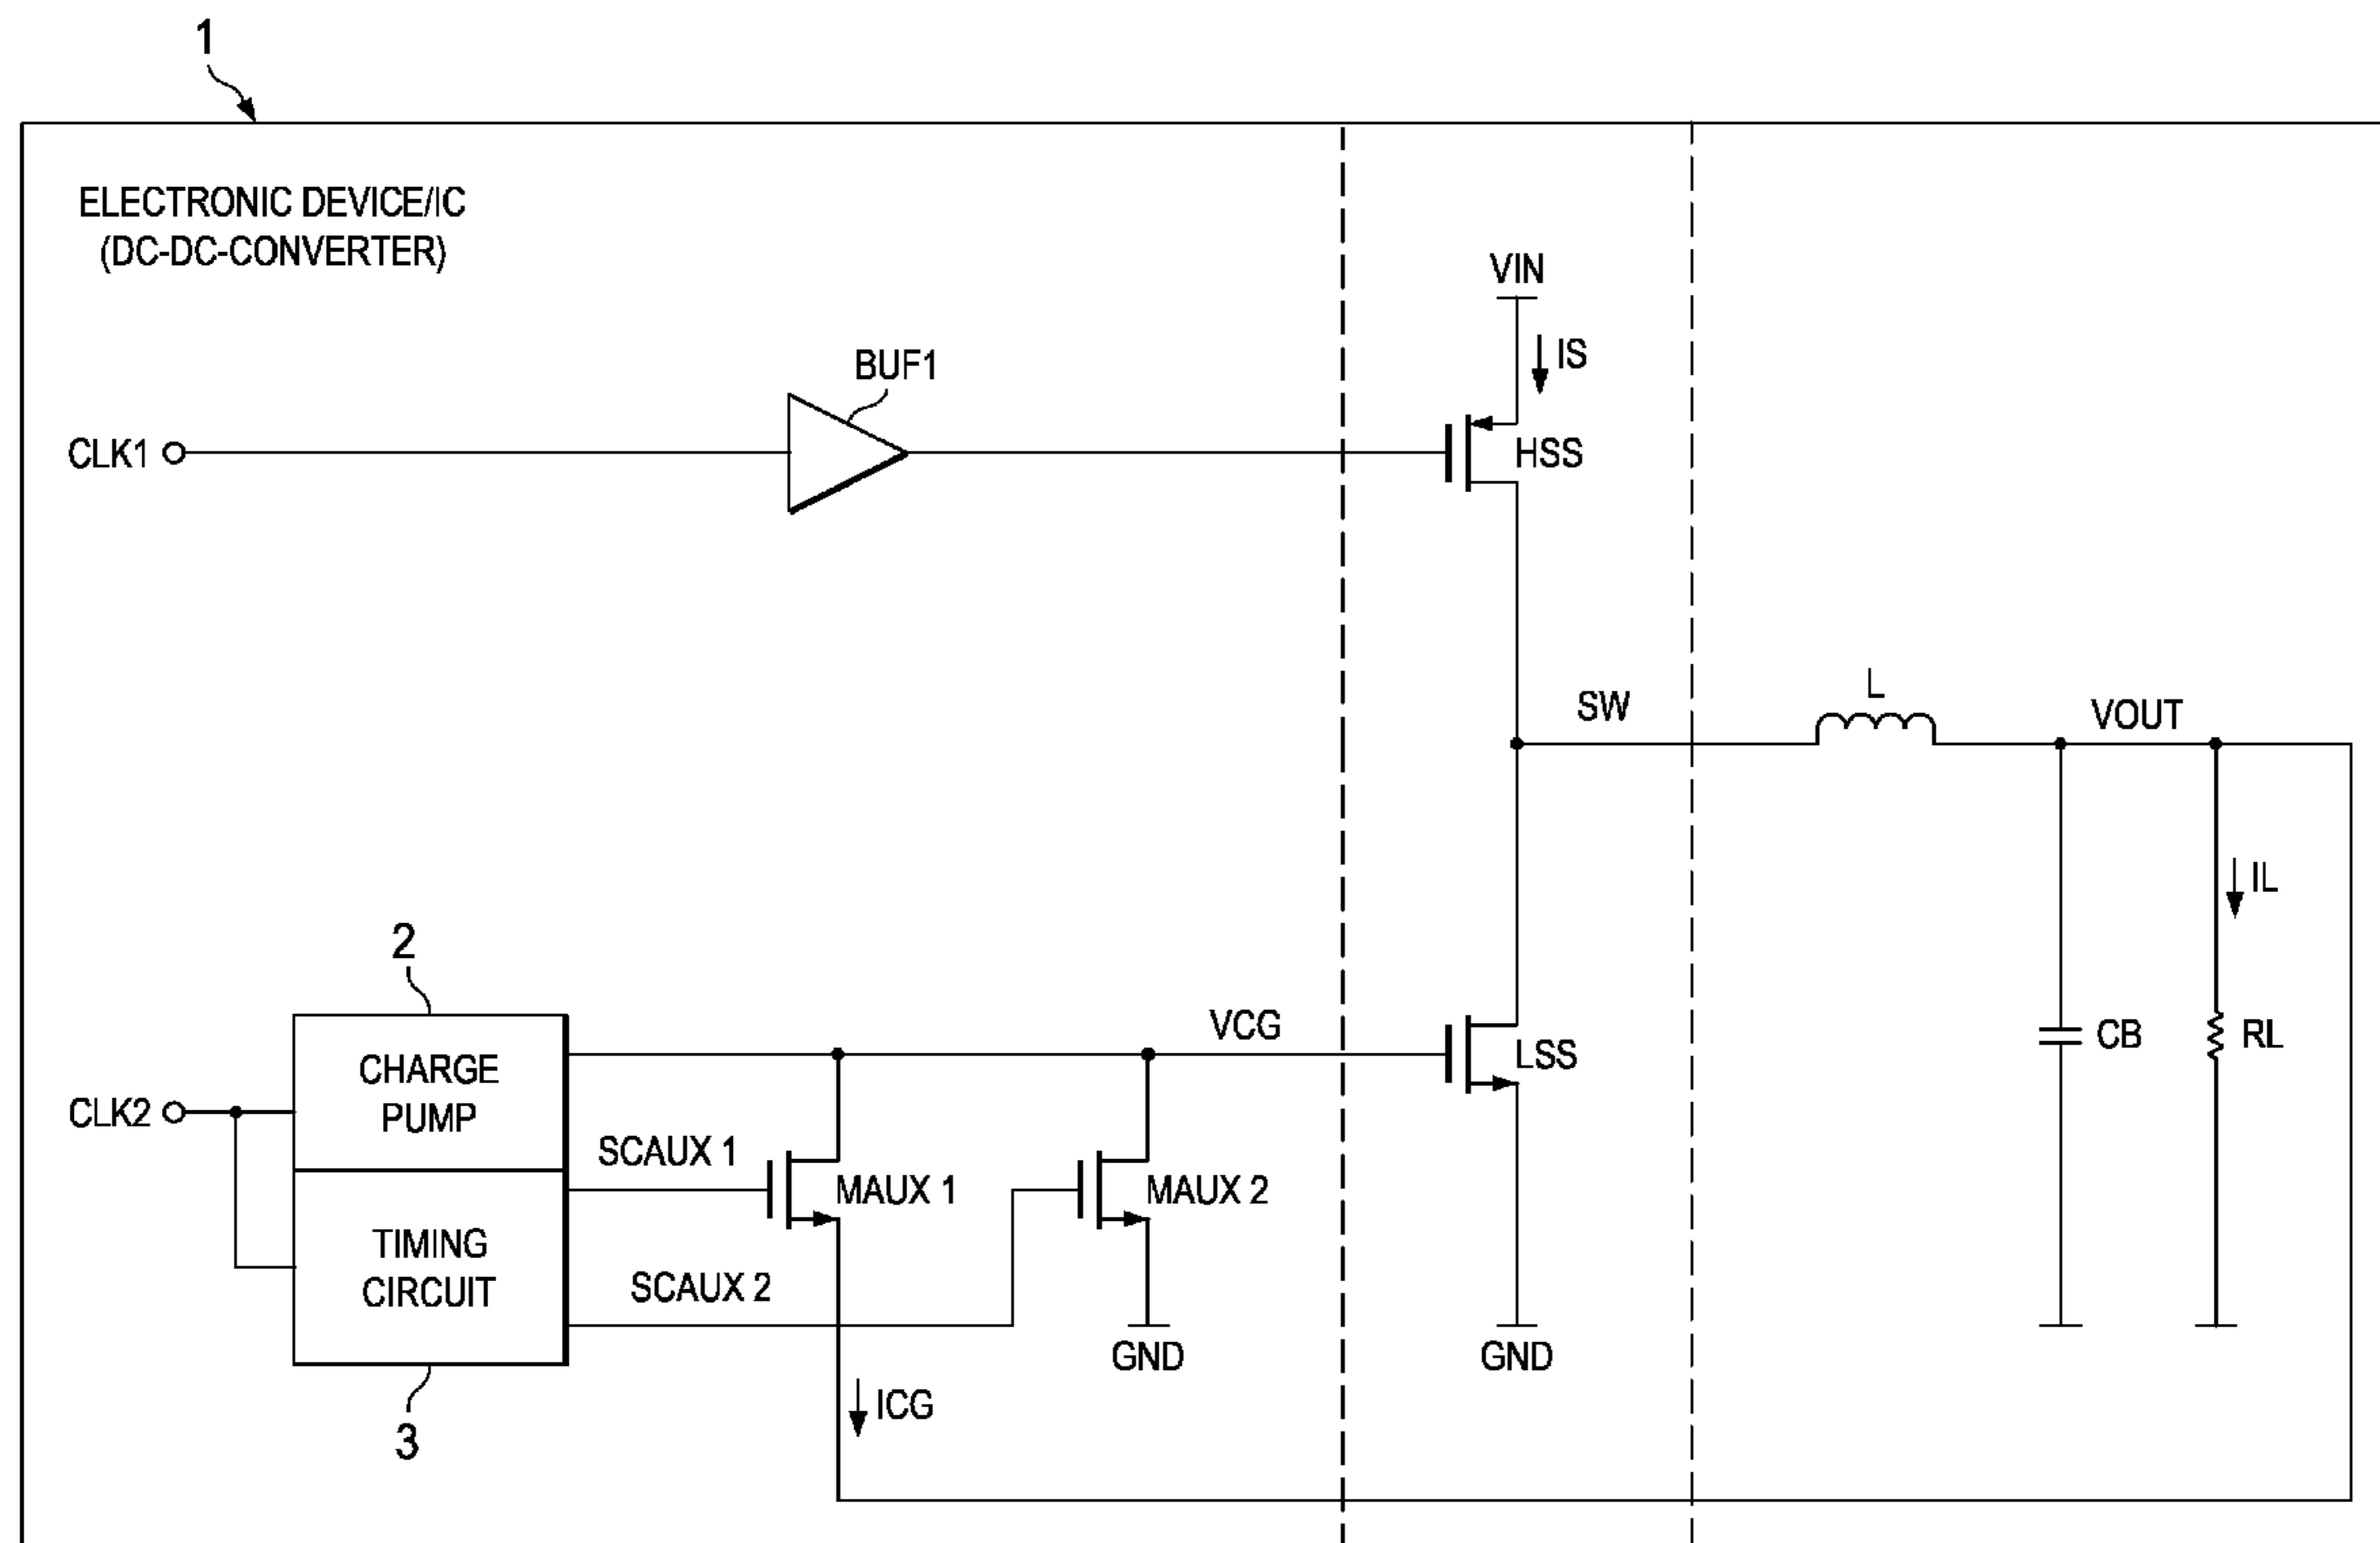 1
ELECTRONIC DEVICE/IC
(DC-DC-CONVERTER)
VIN
IS
BUF1
CLK1
HSS
SW
L
VOUT
IL
2
VCG
LSS
CB
RL
CHARGE
PUMP
CLK2
SCAUX 1
MAUX 1
MAUX 2
TIMING
CIRCUIT
SCAUX 2
GND
GND
ICG
3